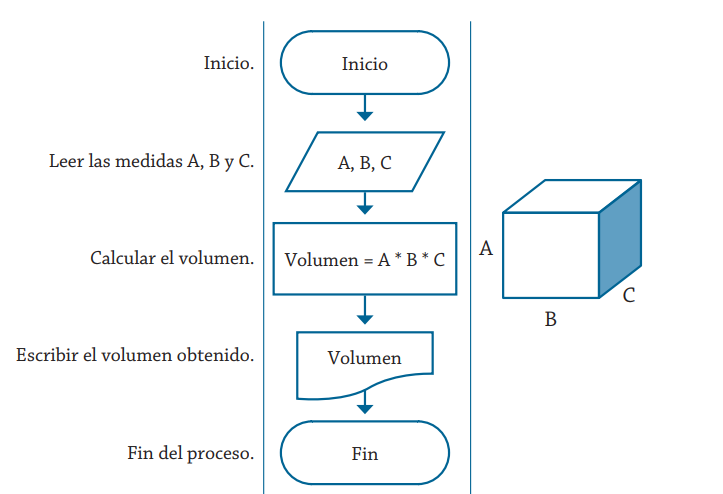 Inicio.
Inicio
Leer las medidas A, B y C.
A, B, C
Calcular el volumen.
Volumen = A * B * C
Escribir el volumen obtenido.
Volumen
Fin del proceso.
Fin
A
B
C